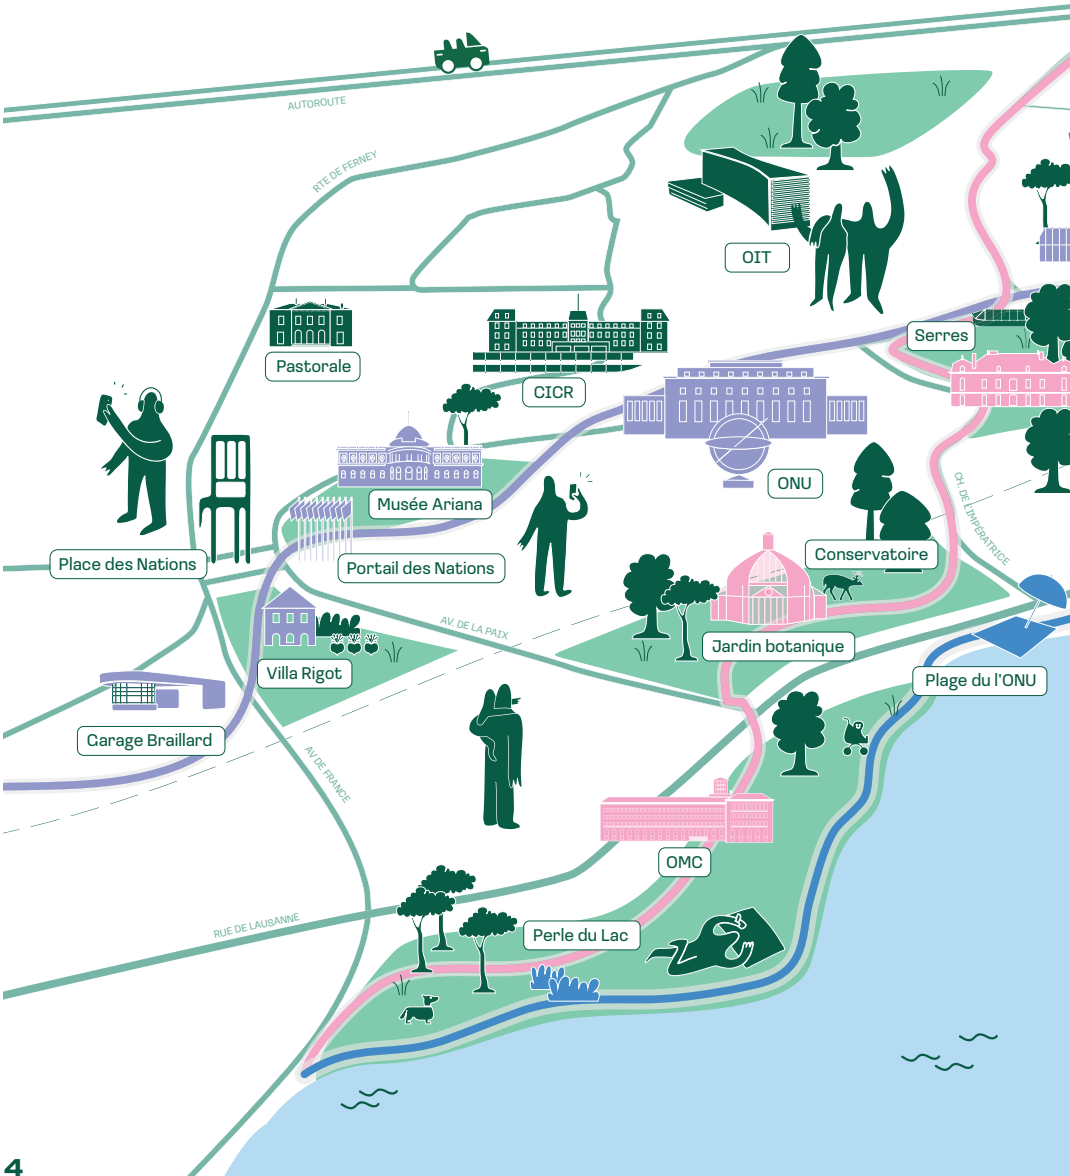 AUTOROUTE
RTE DE FERNEY
OIT
Serres
Pastorale
CICR
ONU
Musée Ariana
CH. DE L'IMPÉRATRICE
Place des Nations
Portail des Nations
Conservatoire
AV. DE LA PAIX
Jardin botanique
Villa Rigot
Plage du l'ONU
Garage Braillard
AV DE FRANCE
OMC
RUE DE LAUSANNE
Perle du Lac
4